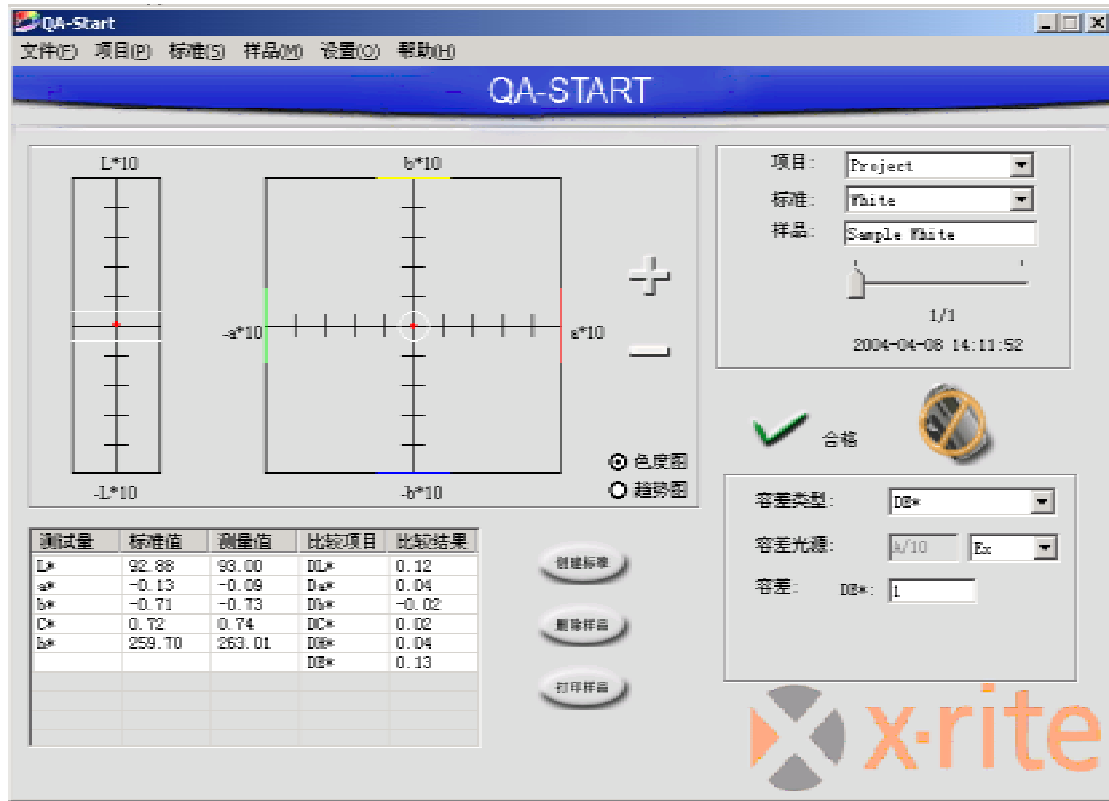 QA-Start
文件(F) 项目(P) 标准(S) 样品(M) 设置(O) 帮助(H)
QA-START
L*10
b*10
-a*10
a*10
-L*10
-b*10
色度图
趋势图
项目: Project
标准: White
样品: Sample White
1/1
2004-04-08 14:11:52
合格
容差类型: DE*
容差光源: A/10 Ex
容差: DE*: 1
测试量 标准值 测量值 比较项目 比较结果
L* 92.88 93.00 DL* 0.12
a* -0.13 -0.09 Da* 0.04
b* -0.71 -0.73 Db* -0.02
C* 0.72 0.74 DC* 0.02
h* 259.70 263.01 DH* 0.04
DE* 0.13
创建标准
删除样品
打印样品
x-rite